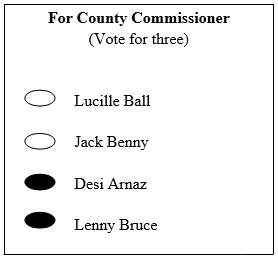 For County Commissioner
(Vote for three)
Lucille Ball
Jack Benny
Desi Arnaz
Lenny Bruce